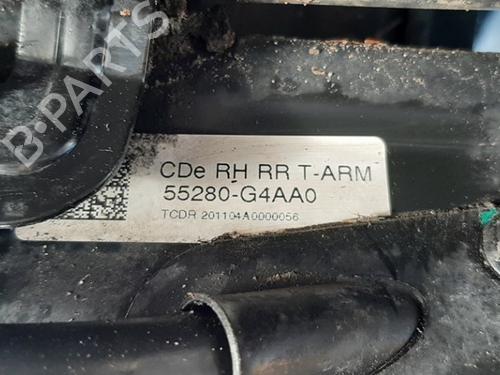 B-PARTS
CDe RH RR T-ARM
55280-G4AA0
TCDR 201104A0000056